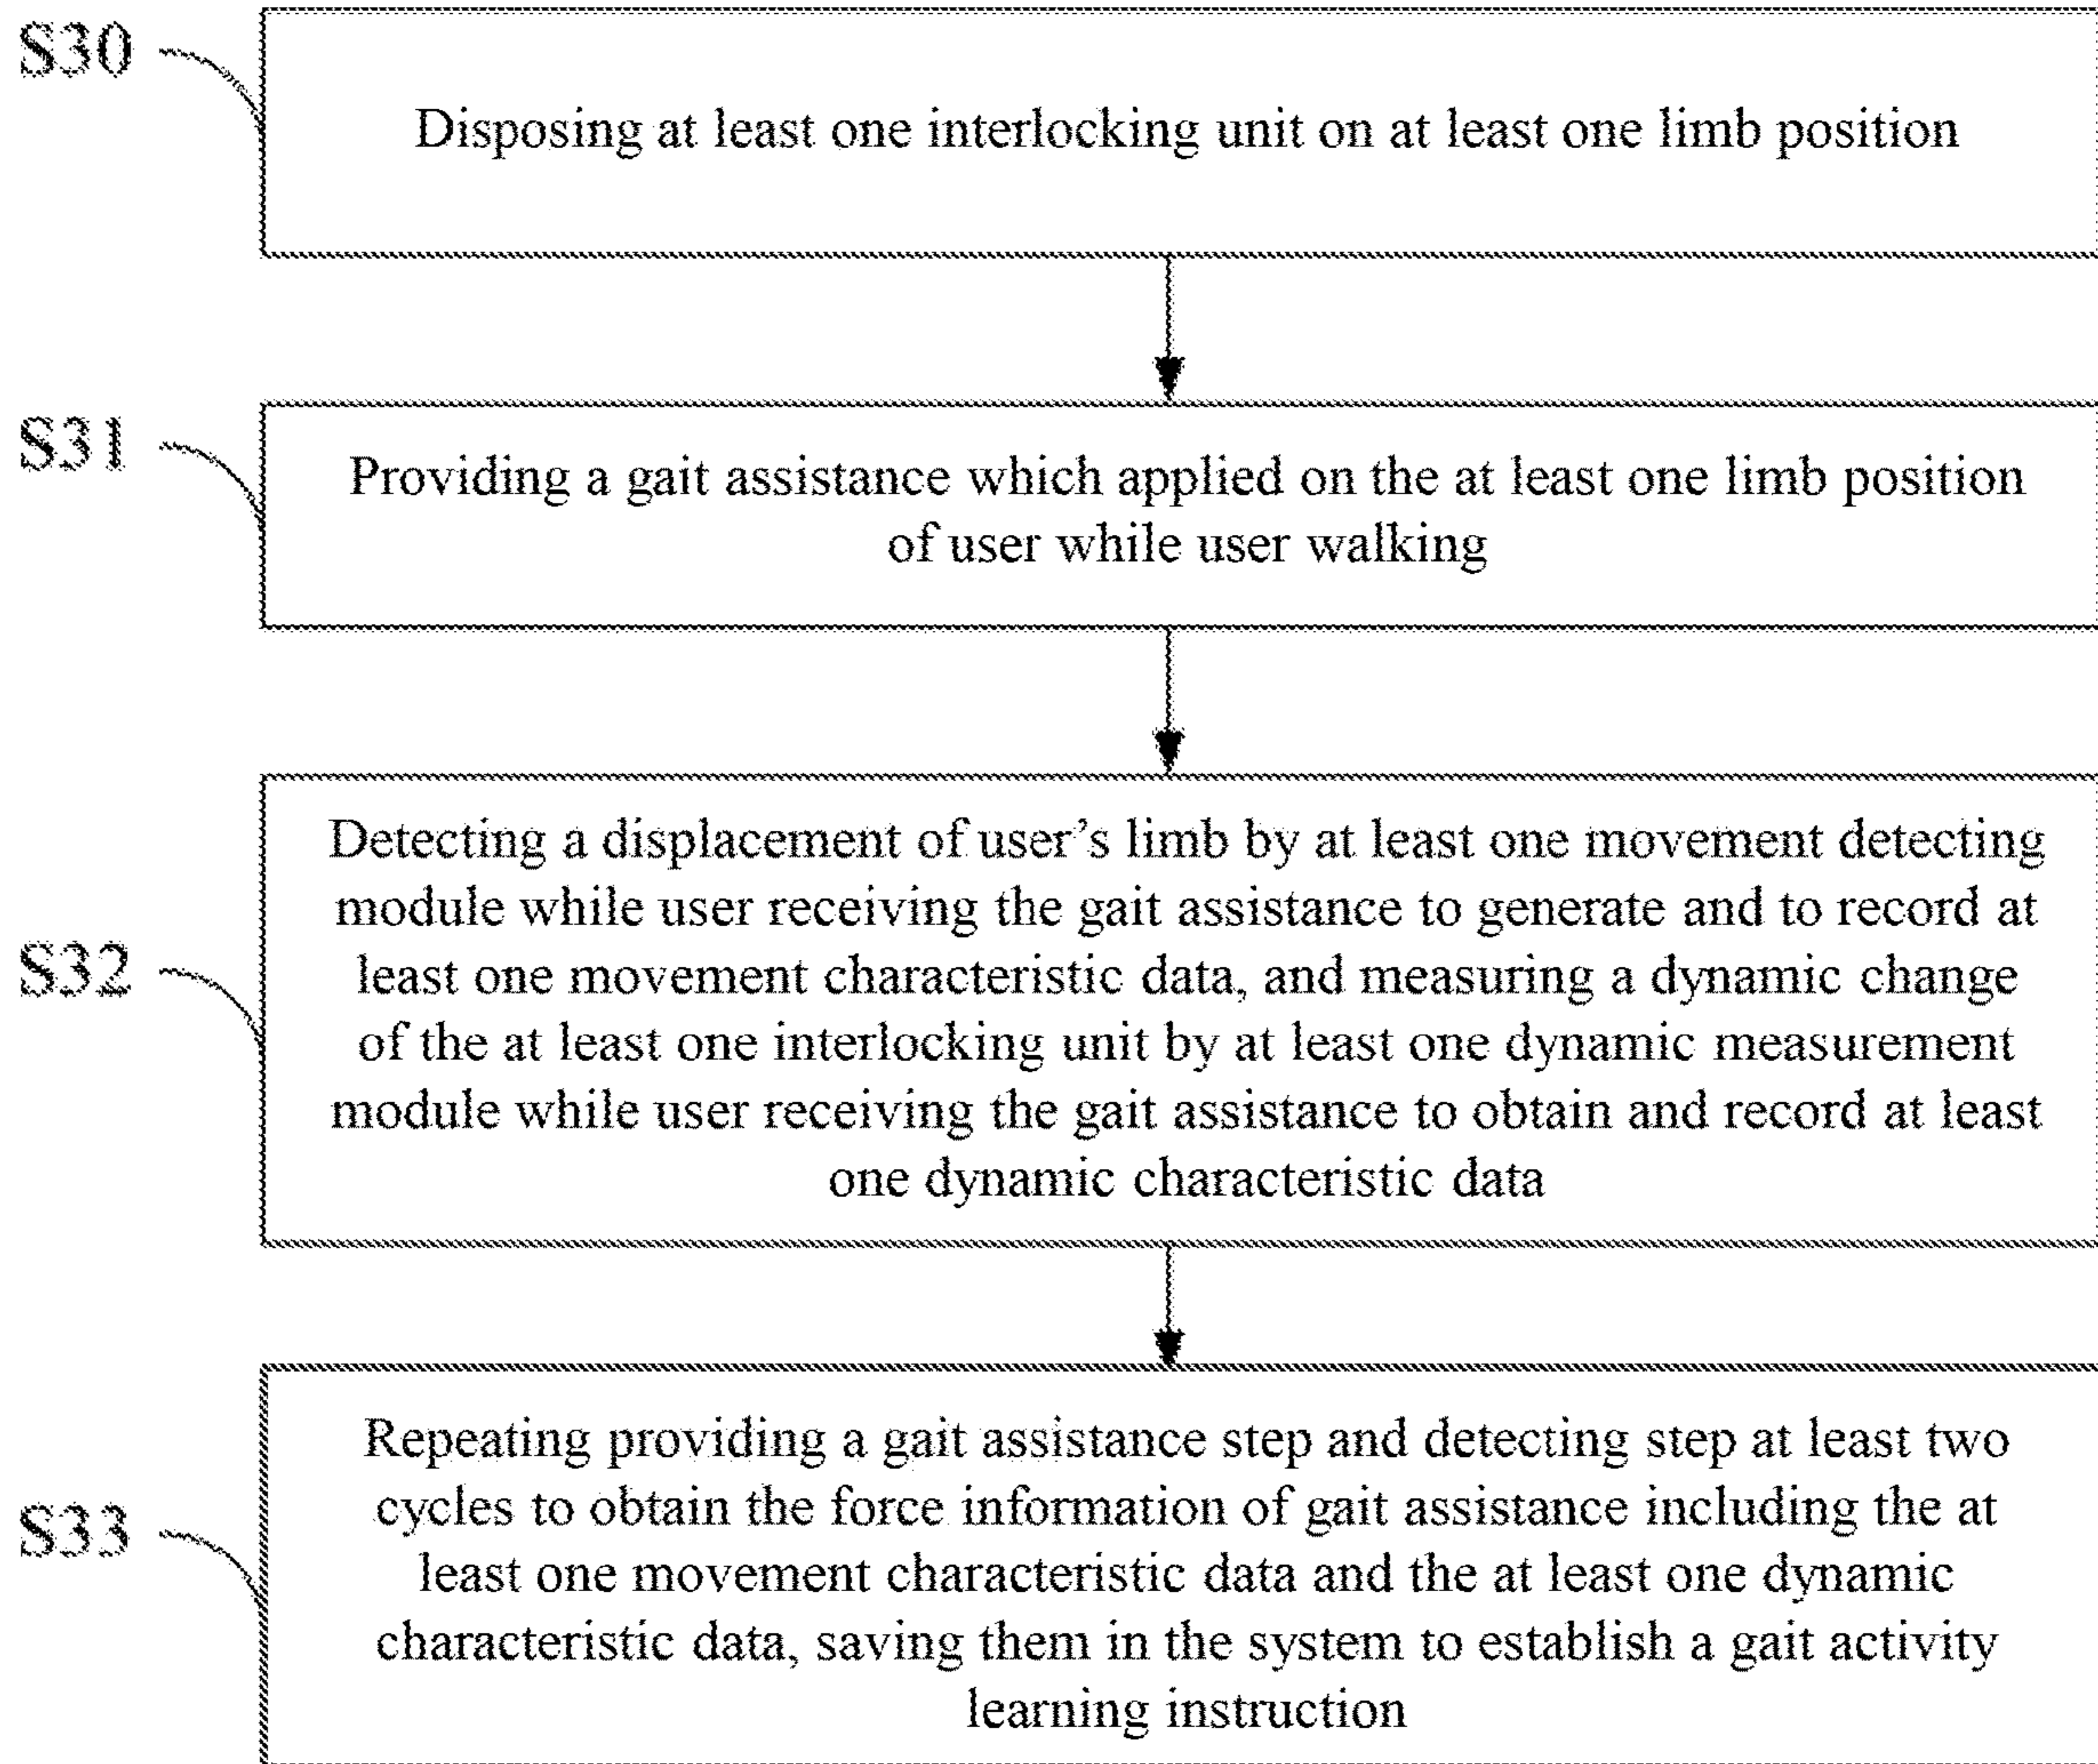 S30
Disposing at least one interlocking unit on at least one limb position
S31
Providing a gait assistance which applied on the at least one limb position
of user while user walking
S32
Detecting a displacement of user's limb by at least one movement detecting
module while user receiving the gait assistance to generate and to record at
least one movement characteristic data, and measuring a dynamic change
of the at least one interlocking unit by at least one dynamic measurement
module while user receiving the gait assistance to obtain and record at least
one dynamic characteristic data
S33
Repeating providing a gait assistance step and detecting step at least two
cycles to obtain the force information of gait assistance including the at
least one movement characteristic data and the at least one dynamic
characteristic data, saving them in the system to establish a gait activity
learning instruction